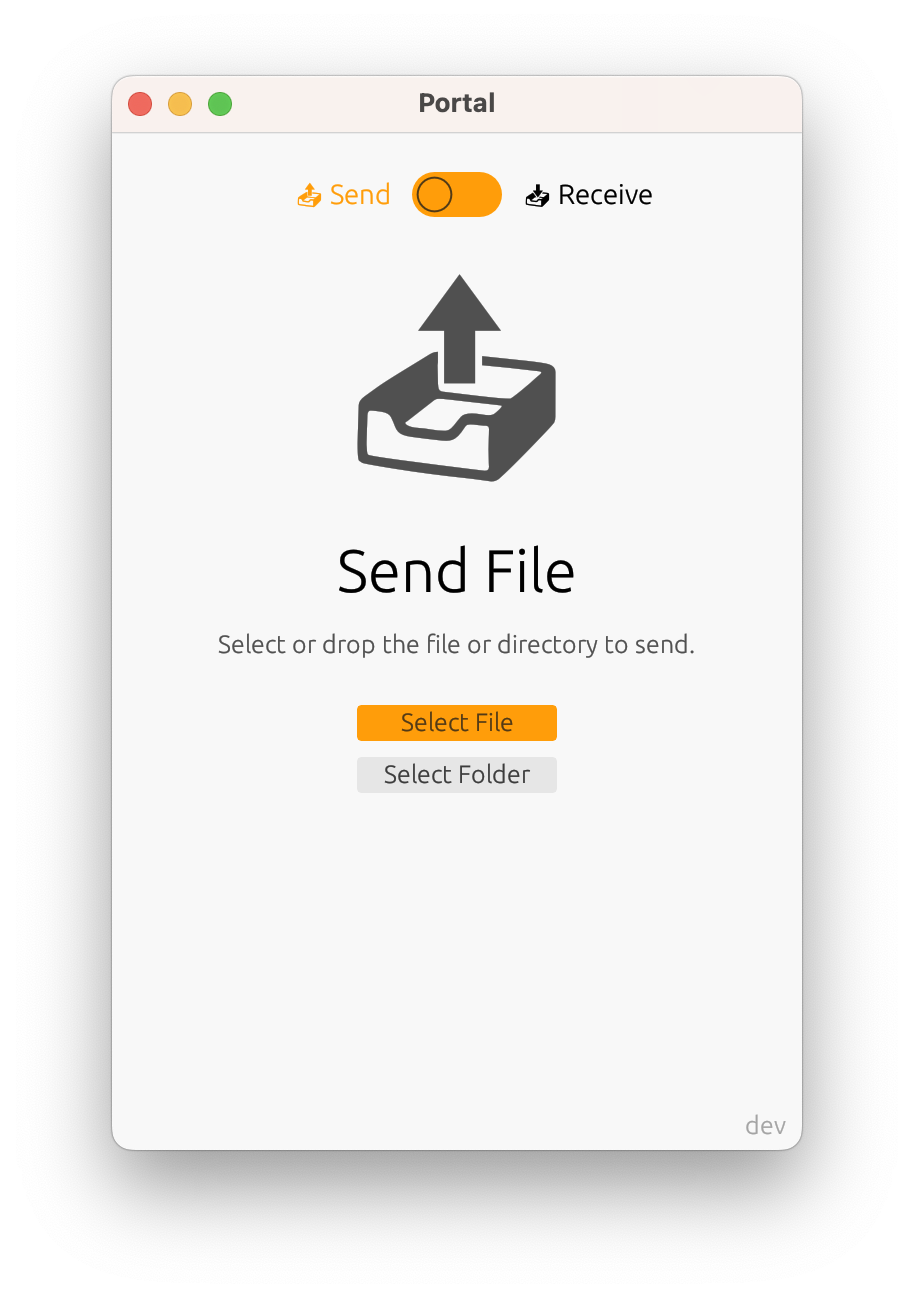 Portal
Send Receive
Send File
Select or drop the file or directory to send.
Select File
Select Folder
dev